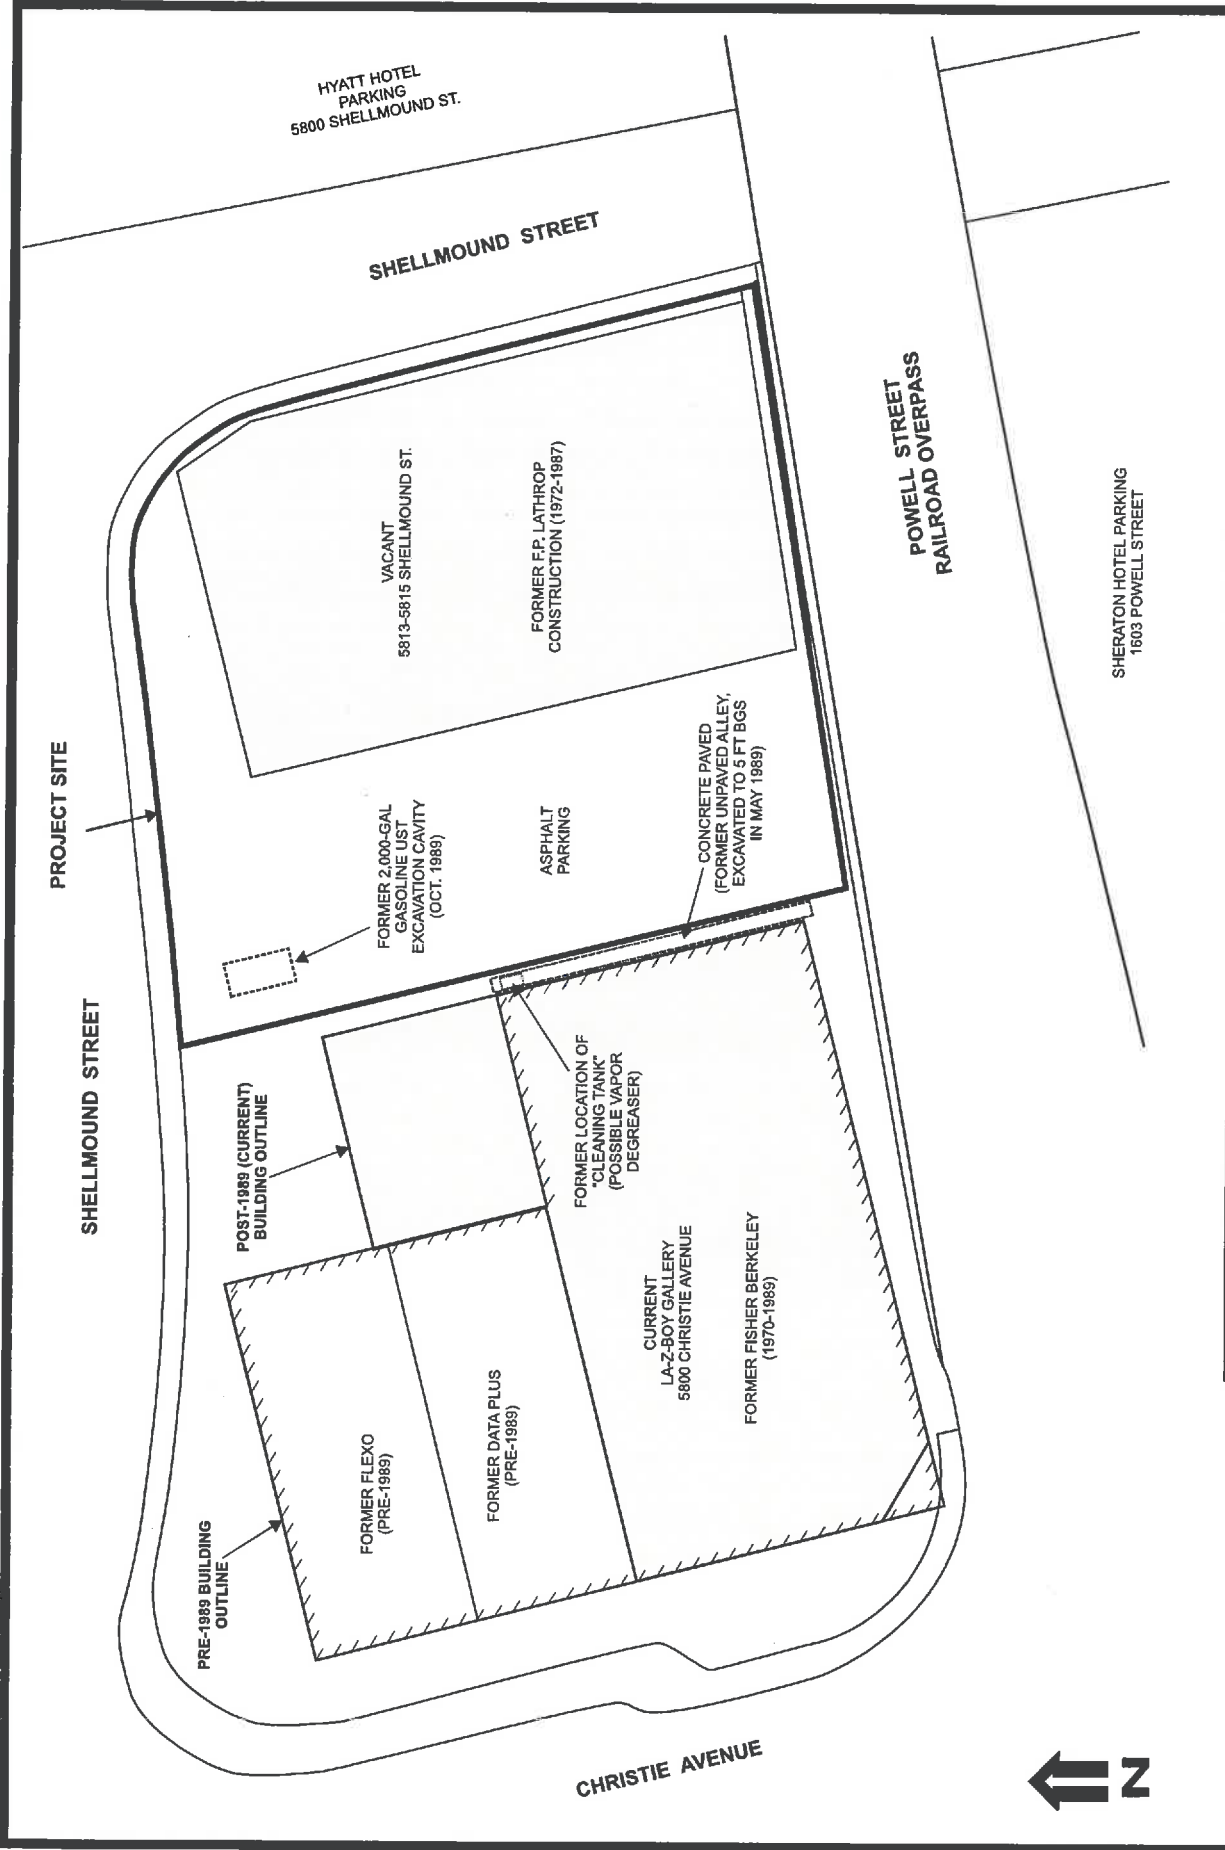 HYATT HOTEL
PARKING
5800 SHELLMOUND ST.
SHELLMOUND STREET
PROJECT SITE
VACANT
5813-5815 SHELLMOUND ST.
FORMER F.P. LATHROP
CONSTRUCTION (1972-1987)
POWELL STREET
RAILROAD OVERPASS
SHERATON HOTEL PARKING
1603 POWELL STREET
FORMER 2,000-GAL
GASOLINE UST
EXCAVATION CAVITY
(OCT. 1989)
ASPHALT
PARKING
CONCRETE PAVED
(FORMER UNPAVED ALLEY,
EXCAVATED TO 5 FT BGS
IN MAY 1989)
SHELLMOUND STREET
POST-1989 (CURRENT)
BUILDING OUTLINE
FORMER LOCATION OF
"CLEANING TANK"
(POSSIBLE VAPOR
DEGREASER)
CURRENT
LA-Z-BOY GALLERY
5800 CHRISTIE AVENUE
FORMER FISHER BERKELEY
(1970-1989)
FORMER FLEXO
(PRE-1989)
FORMER DATA PLUS
(PRE-1989)
PRE-1989 BUILDING
OUTLINE
CHRISTIE AVENUE
N